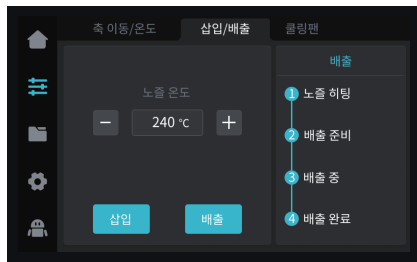 축 이동/온도 삽입/배출 쿨링팬
노즐 온도
− 240 ℃ +
삽입 배출
배출
1 노즐 히팅
2 배출 준비
3 배출 중
4 배출 완료